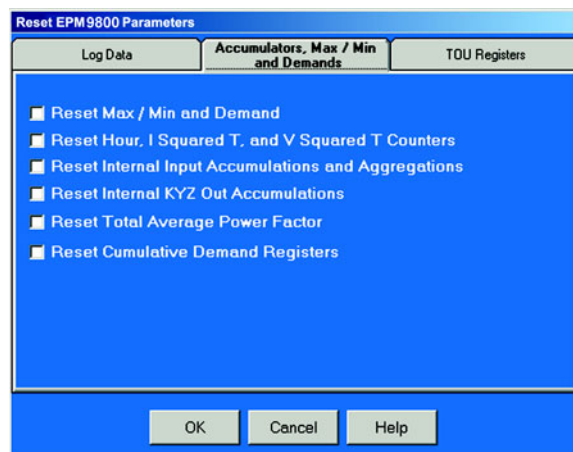 Reset EPM9800 Parameters
Log Data
Accumulators, Max / Min
and Demands
TOU Registers
Reset Max / Min and Demand
Reset Hour, I Squared T, and V Squared T Counters
Reset Internal Input Accumulations and Aggregations
Reset Internal KYZ Out Accumulations
Reset Total Average Power Factor
Reset Cumulative Demand Registers
OK
Cancel
Help